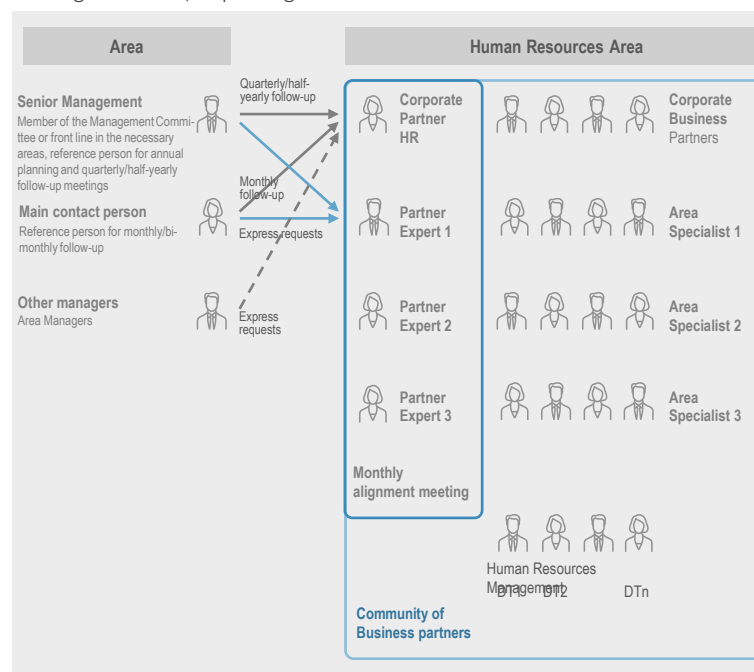 Area
Human Resources Area
Senior Management
Member of the Management Commi-
ttee or front line in the necessary
areas, reference person for annual
planning and quarterly/half-yearly
follow-up meetings
Main contact person
Reference person for monthly/bi-
monthly follow-up
Other managers
Area Managers
Quarterly/half-
yearly follow-up
Monthly
follow-up
Express requests
Express
requests
Corporate
Partner
HR
Partner
Expert 1
Partner
Expert 2
Partner
Expert 3
Monthly
alignment meeting
Corporate
Business
Partners
Area
Specialist 1
Area
Specialist 2
Area
Specialist 3
Human Resources
Management
DT1 DT2 DTn
Community of
Business partners